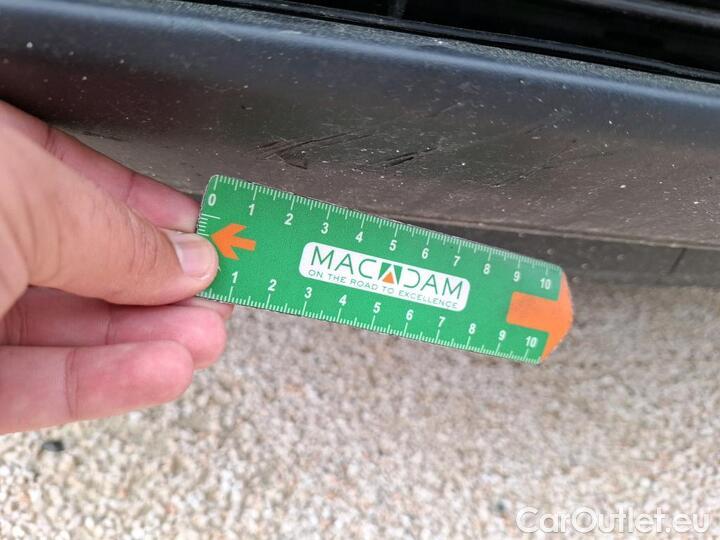 0 1 2 3 4 5 6 7 8 9 10
MACADAM
ON THE ROAD TO EXCELLENCE
1 2 3 4 5 6 7 8 9 10
CarOutlet.eu